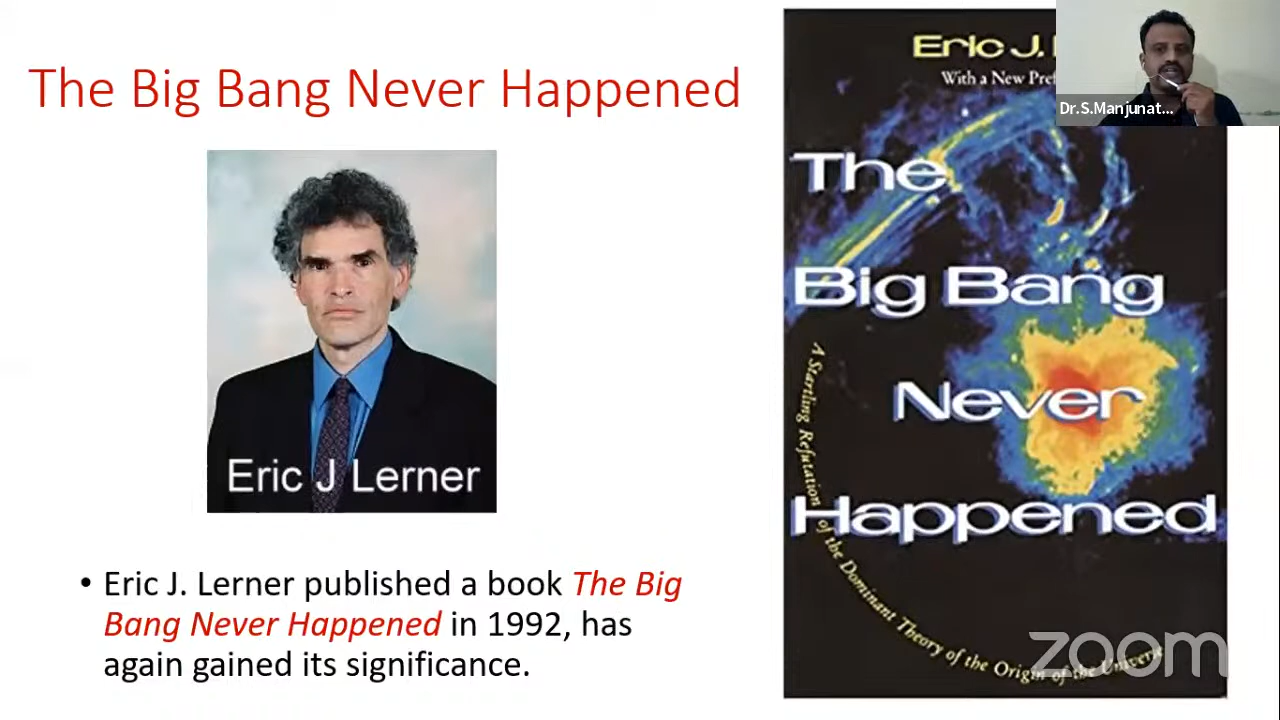 The Big Bang Never Happened
Eric J Lerner
• Eric J. Lerner published a book The Big
Bang Never Happened in 1992, has
again gained its significance.
Eric J.
With a New
The
Big Bang
Never
Happened
A Startling Refutation of the Dominant Theory of the Origin of the Universe
Dr.S.Manjunat...
zoom